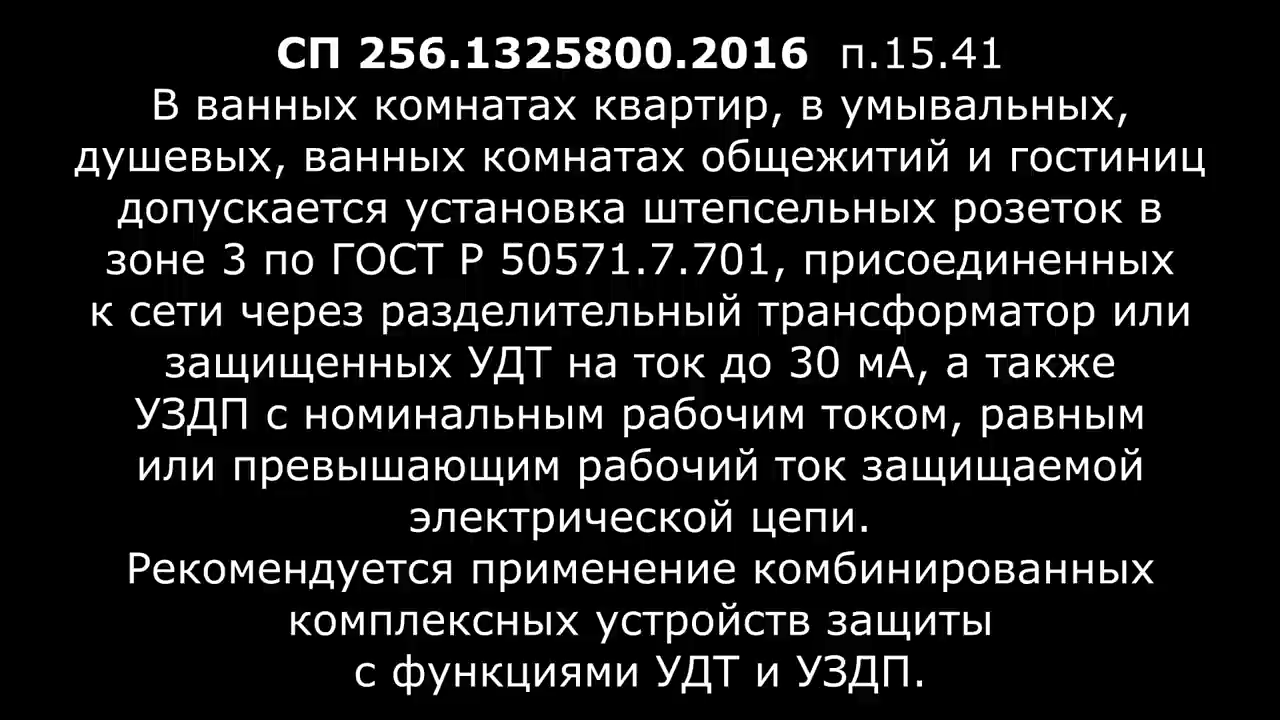 СП 256.1325800.2016 п.15.41
В ванных комнатах квартир, в умывальных,
душевых, ванных комнатах общежитий и гостиниц
допускается установка штепсельных розеток в
зоне 3 по ГОСТ Р 50571.7.701, присоединенных
к сети через разделительный трансформатор или
защищенных УДТ на ток до 30 мА, а также
УЗДП с номинальным рабочим током, равным
или превышающим рабочий ток защищаемой
электрической цепи.
Рекомендуется применение комбинированных
комплексных устройств защиты
с функциями УДТ и УЗДП.